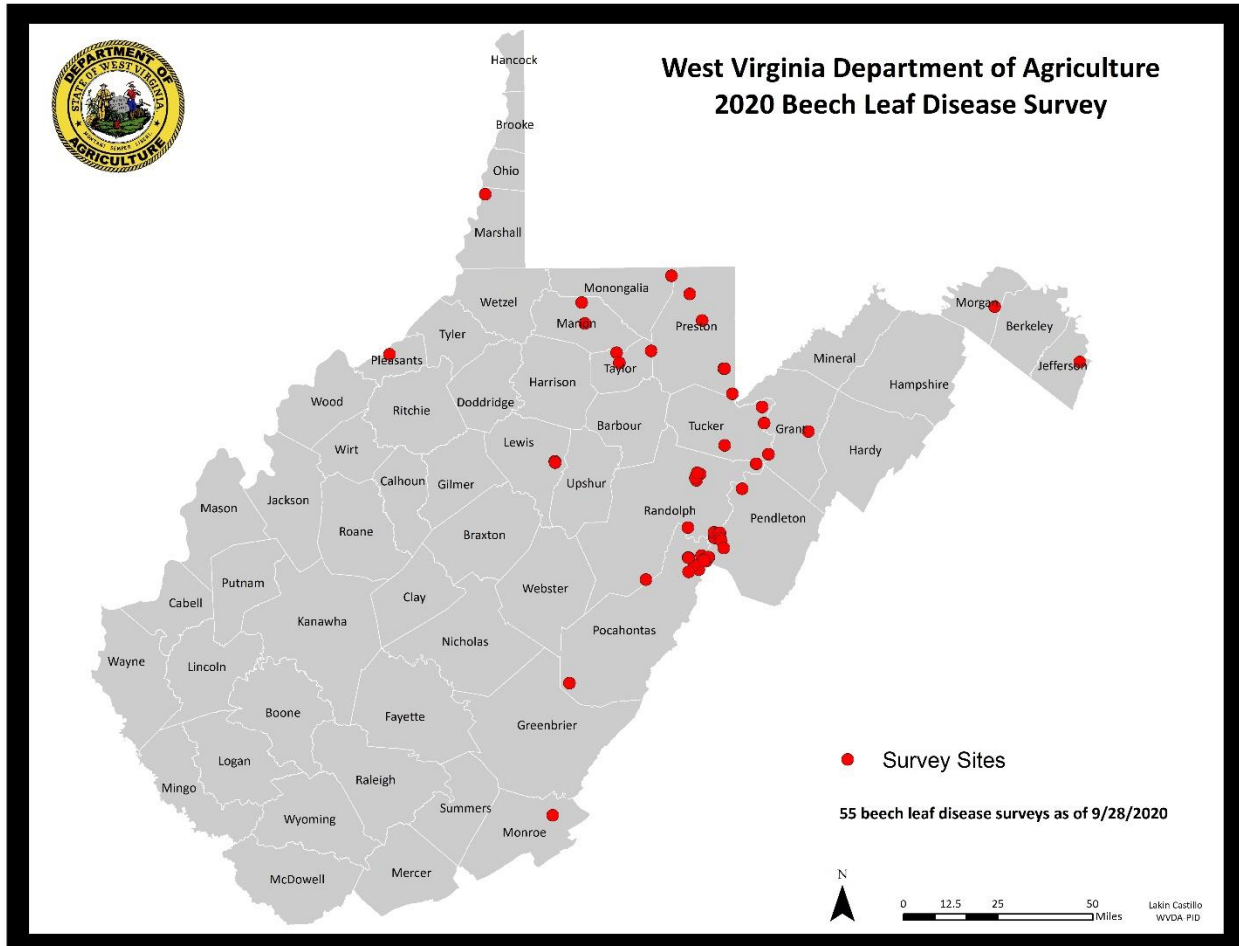 West Virginia Department of Agriculture
2020 Beech Leaf Disease Survey
DEPARTMENT OF
STATE OF WEST VIRGINIA
MONTANI SEMPER LIBERI
AGRICULTURE
Hancock
Brooke
Ohio
Marshall
Wetzel
Monongalia
Marion
Preston
Morgan
Berkeley
Jefferson
Tyler
Pleasants
Taylor
Mineral
Hampshire
Harrison
Doddridge
Wood
Ritchie
Barbour
Tucker
Grant
Hardy
Wirt
Lewis
Calhoun
Gilmer
Upshur
Mason
Jackson
Roane
Braxton
Randolph
Pendleton
Putnam
Cabell
Clay
Webster
Kanawha
Nicholas
Pocahontas
Wayne
Lincoln
Boone
Fayette
Greenbrier
Logan
Mingo
Raleigh
Summers
Wyoming
Monroe
Mercer
McDowell
Survey Sites
55 beech leaf disease surveys as of 9/28/2020
N
0 12.5 25 50
Miles
Lakin Castillo
WVDA PID